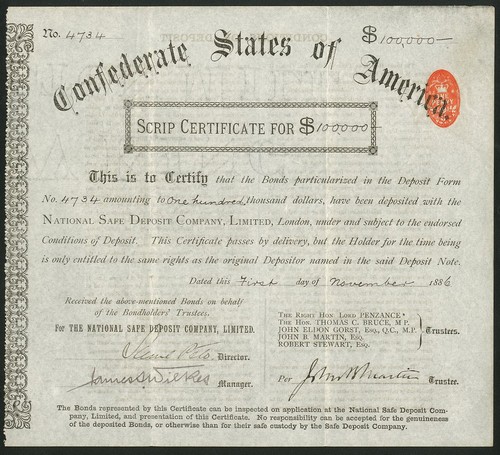 No. 4734
$100,000-
Confederate States of America.
SCRIP CERTIFICATE FOR $100000-
This is to Certify that the Bonds particularized in the Deposit Form
No. 4734 amounting to One hundred thousand dollars, have been deposited with the
NATIONAL SAFE DEPOSIT COMPANY, LIMITED, London, under and subject to the endorsed
Conditions of Deposit. This Certificate passes by delivery, but the Holder for the time being
is only entitled to the same rights as the original Depositor named in the said Deposit Note.
Dated this First day of November 1886
Received the above-mentioned Bonds on behalf
of the Bondholders' Trustees.
For THE NATIONAL SAFE DEPOSIT COMPANY, LIMITED.
Director.
James S Wilkes
Manager.
THE RIGHT HON. LORD PENZANCE.
THE HON. THOMAS C. BRUCE, M.P.
JOHN ELDON GORST, ESQ., Q.C., M.P.
JOHN B. MARTIN, ESQ.
ROBERT STEWART, ESQ.
Trustees.
Per John B Martin Trustee.
The Bonds represented by this Certificate can be inspected on application at the National Safe Deposit Com-
pany, Limited, and presentation of this Certificate. No responsibility can be accepted for the genuineness
of the deposited Bonds, or otherwise than for their safe custody by the Safe Deposit Company.